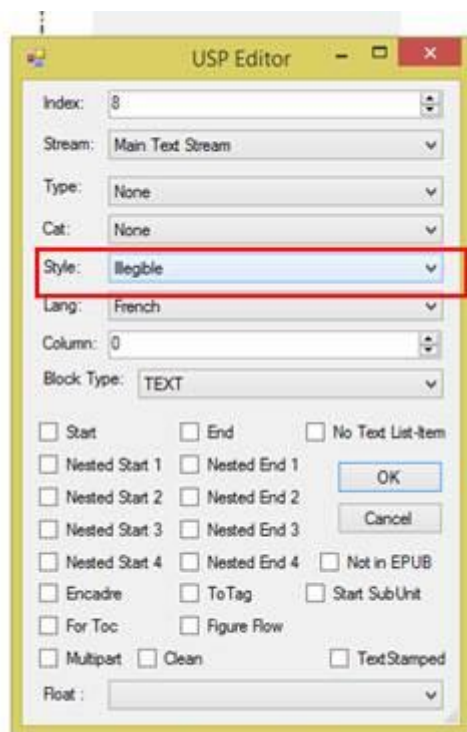 USP Editor
Index: 8
Stream: Main Text Stream
Type: None
Cat: None
Style: Illegible
Lang: French
Column: 0
Block Type: TEXT
Start End No Text List-Item
Nested Start 1 Nested End 1
OK
Nested Start 2 Nested End 2
Cancel
Nested Start 3 Nested End 3
Nested Start 4 Nested End 4 Not in EPUB
Encadre ToTag Start SubUnit
For Toc Figure Flow
Multipart Clean TextStamped
Float :